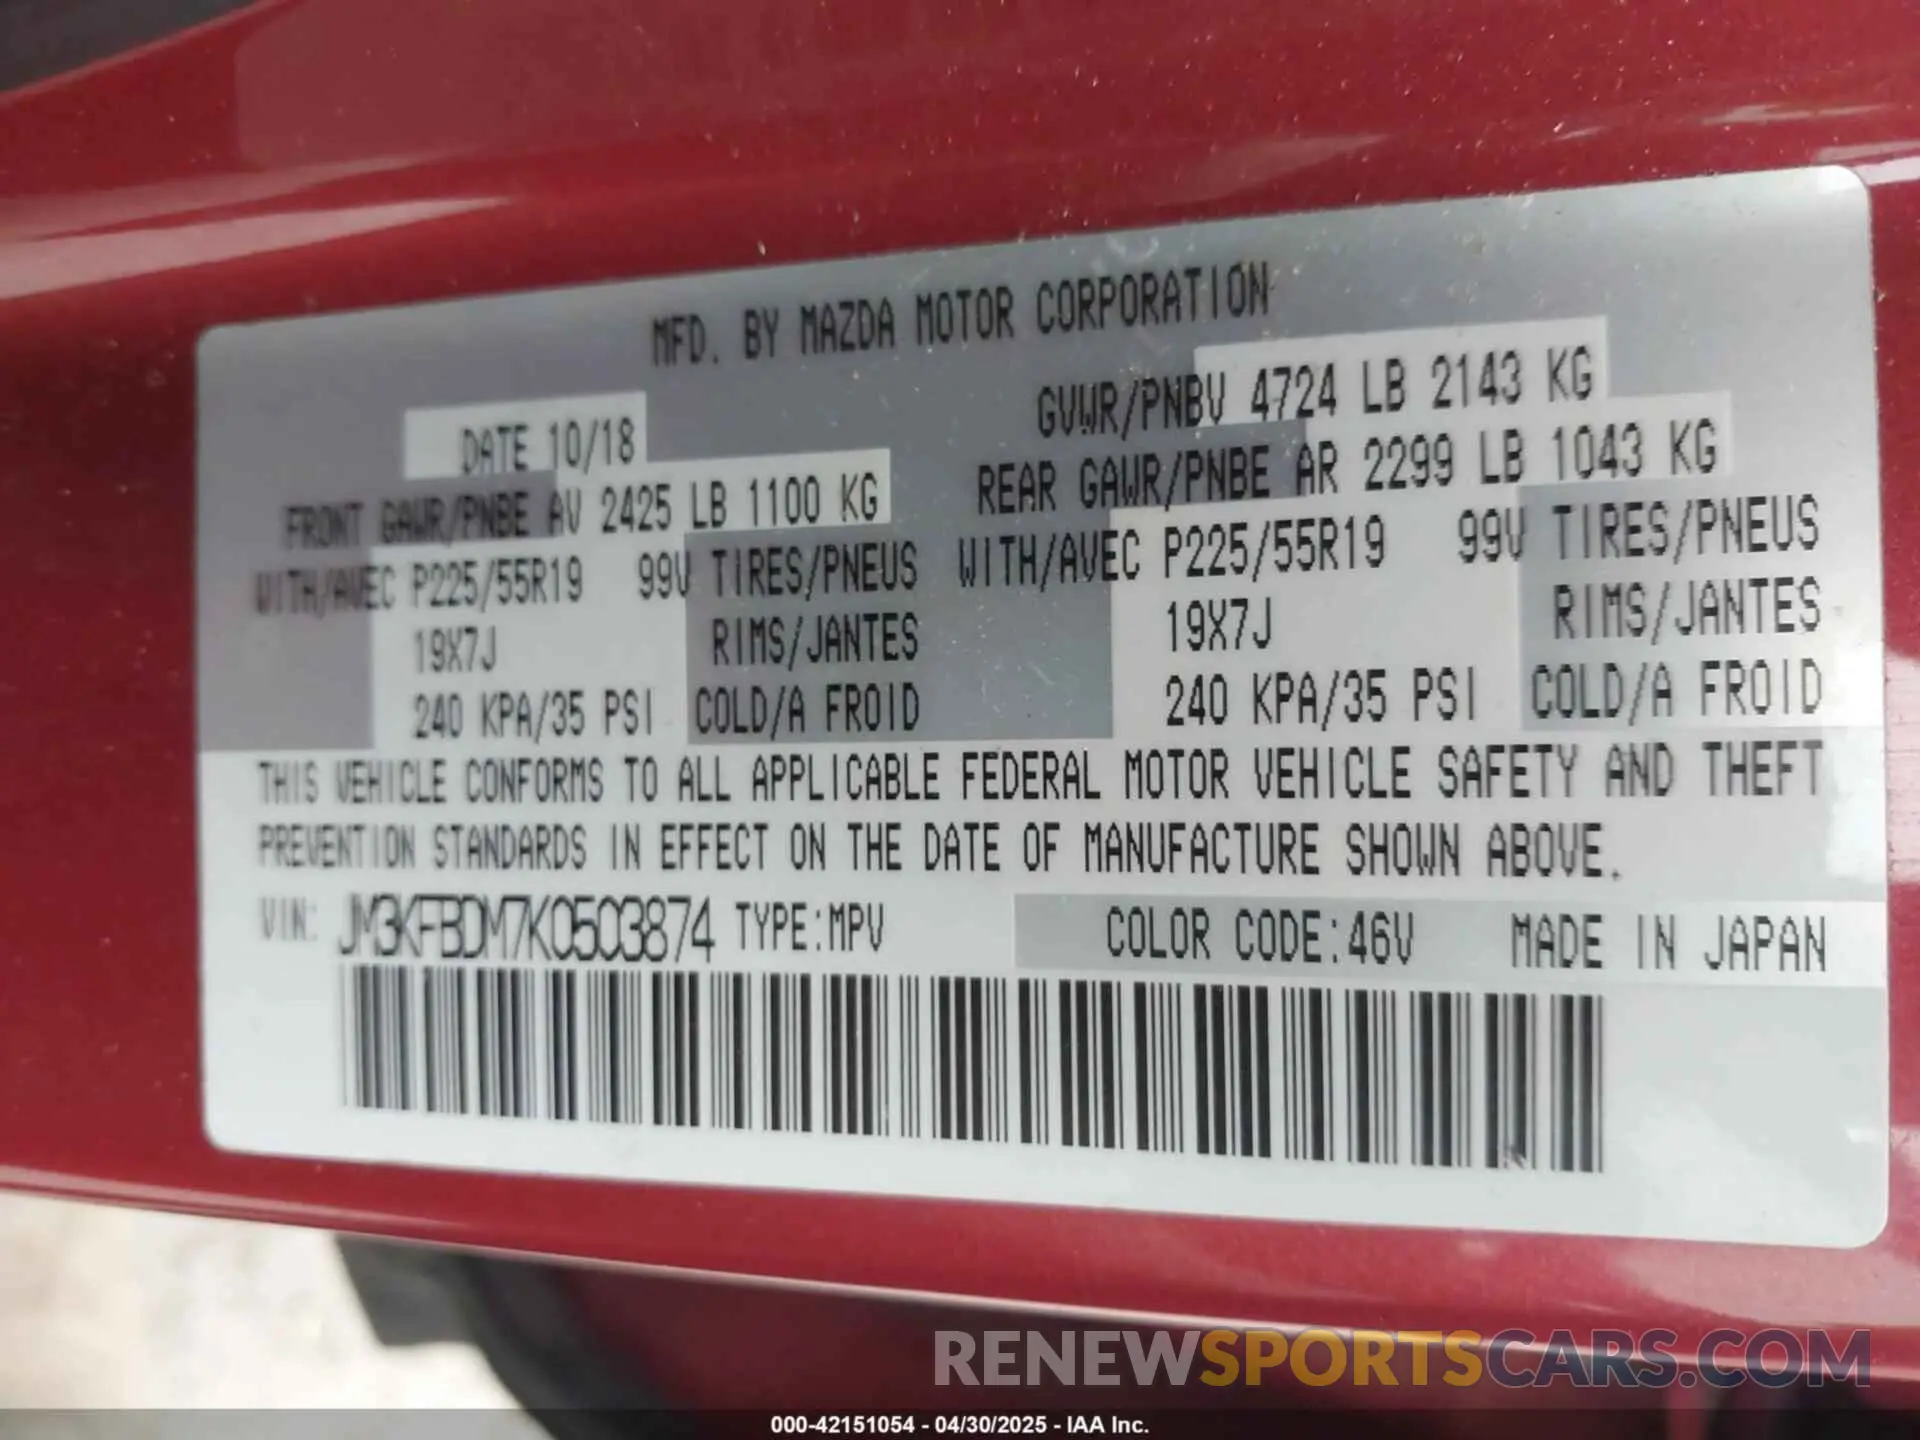 MFD. BY MAZDA MOTOR CORPORATION
DATE 10/18 GVWR/PNBV 4724 LB 2143 KG
FRONT GAWR/PNBE AV 2425 LB 1100 KG REAR GAWR/PNBE AR 2299 LB 1043 KG
WITH/AVEC P225/55R19 99V TIRES/PNEUS WITH/AVEC P225/55R19 99V TIRES/PNEUS
19X7J RIMS/JANTES 19X7J RIMS/JANTES
240 KPA/35 PSI COLD/A FROID 240 KPA/35 PSI COLD/A FROID
THIS VEHICLE CONFORMS TO ALL APPLICABLE FEDERAL MOTOR VEHICLE SAFETY AND THEFT
PREVENTION STANDARDS IN EFFECT ON THE DATE OF MANUFACTURE SHOWN ABOVE.
VIN: JM3KFBDM7K0503874 TYPE:MPV COLOR CODE:46V MADE IN JAPAN
RENEWSPORTSCARS.COM
000-42151054 - 04/30/2025 - IAA Inc.